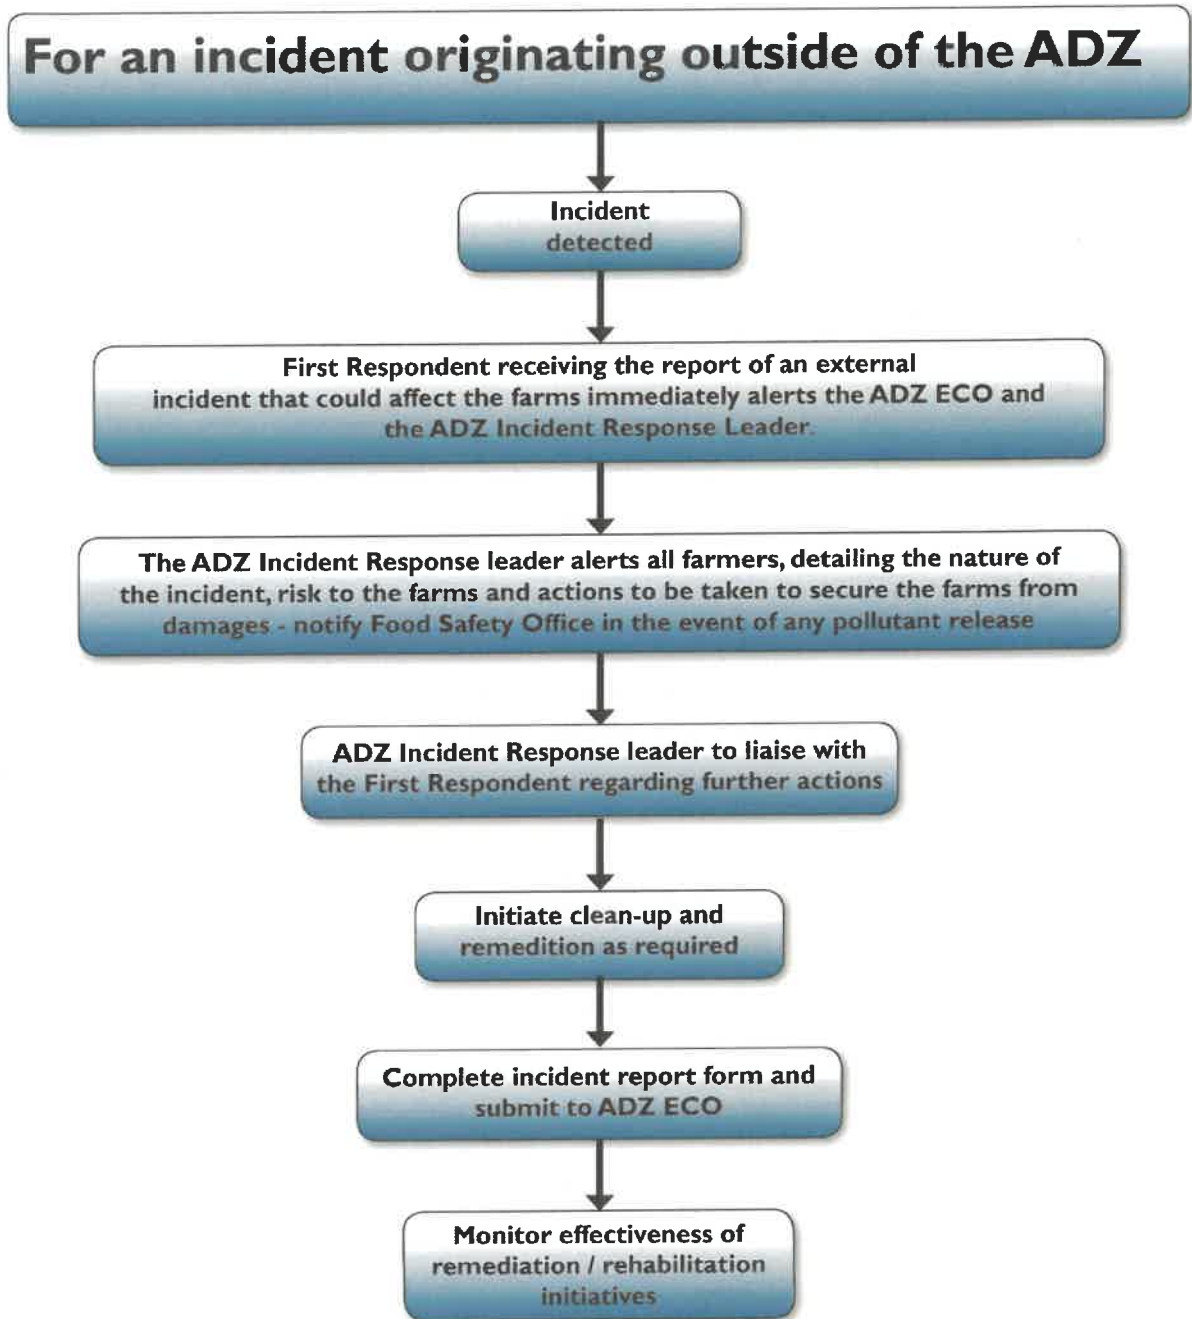 For an incident originating outside of the ADZ
Incident
detected
First Respondent receiving the report of an external
incident that could affect the farms immediately alerts the ADZ ECO and
the ADZ Incident Response Leader.
The ADZ Incident Response leader alerts all farmers, detailing the nature of
the incident, risk to the farms and actions to be taken to secure the farms from
damages - notify Food Safety Office in the event of any pollutant release
ADZ Incident Response leader to liaise with
the First Respondent regarding further actions
Initiate clean-up and
remedition as required
Complete incident report form and
submit to ADZ ECO
Monitor effectiveness of
remediation / rehabilitation
initiatives